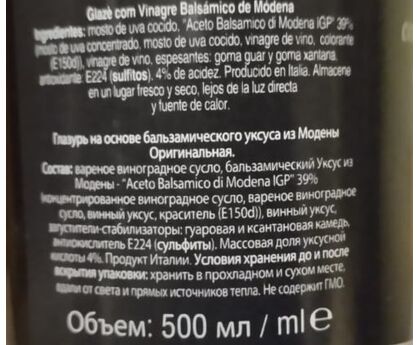 Glazè com Vinagre Balsámico de Módena
Ingredientes: mosto de uva cocido, "Aceto Balsamico di Modena IGP" 39%
(mosto de uva concentrado, mosto de uva cocido, vinagre de vino, colorante
(E150d)), vinagre de vino, espesantes: goma guar y goma xantana,
antioxidante: E224 (sulfitos). 4% de acidez. Producido en Italia. Almacene
en un lugar fresco y seco, lejos de la luz directa
y fuente de calor.
Глазурь на основе бальзамического уксуса из Модены
Оригинальная.
Состав: вареное виноградное сусло, бальзамический Уксус из
Модены - "Aceto Balsamico di Modena IGP" 39%
(концентрированное виноградное сусло, вареное виноградное
сусло, винный уксус, краситель (E150d)), винный уксус,
загустители-стабилизаторы: гуаровая и ксантановая камедь,
антиокислитель E224 (сульфиты). Массовая доля уксусной
кислоты 4%. Продукт Италии. Условия хранения до и после
вскрытия упаковки: хранить в прохладном и сухом месте,
вдали от света и прямых источников тепла. Не содержит ГМО.
Объем: 500 мл / ml e